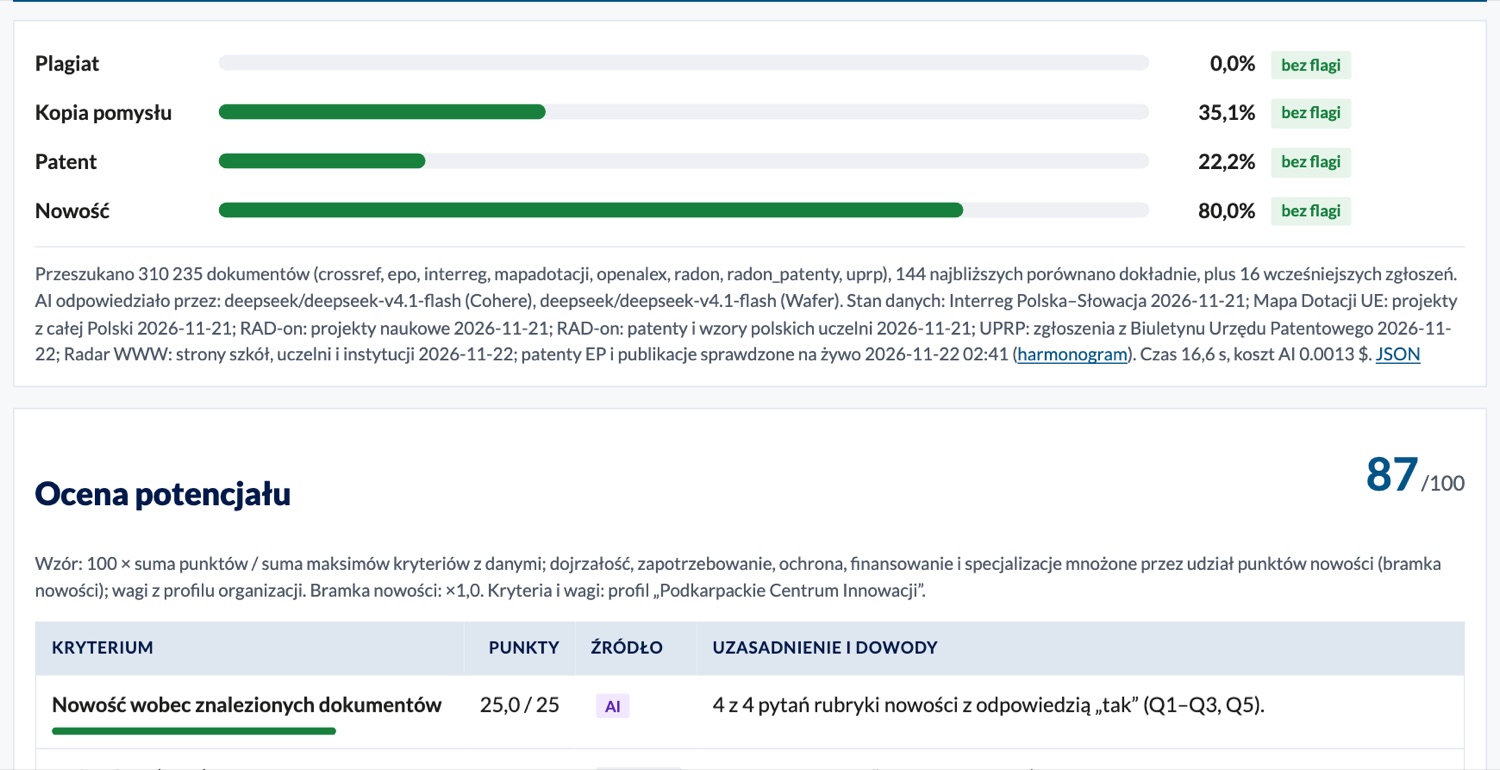 Plagiat 0,0% bez flagi
Kopia pomysłu 35,1% bez flagi
Patent 22,2% bez flagi
Nowość 80,0% bez flagi
Przeszukano 310 235 dokumentów (crossref, epo, interreg, mapadotacji, openalex, radon, radon_patenty, uprp), 144 najbliższych porównano dokładnie, plus 16 wcześniejszych zgłoszeń.
AI odpowiedziało przez: deepseek/deepseek-v4.1-flash (Cohere), deepseek/deepseek-v4.1-flash (Wafer). Stan danych: Interreg Polska–Słowacja 2026-11-21; Mapa Dotacji UE: projekty
z całej Polski 2026-11-21; RAD-on: projekty naukowe 2026-11-21; RAD-on: patenty i wzory polskich uczelni 2026-11-21; UPRP: zgłoszenia z Biuletynu Urzędu Patentowego 2026-11-
22; Radar WWW: strony szkół, uczelni i instytucji 2026-11-22; patenty EP i publikacje sprawdzone na żywo 2026-11-22 02:41 (harmonogram). Czas 16,6 s, koszt AI 0.0013 $. JSON
Ocena potencjału 87/100
Wzór: 100 × suma punktów / suma maksimów kryteriów z danymi; dojrzałość, zapotrzebowanie, ochrona, finansowanie i specjalizacje mnożone przez udział punktów nowości (bramka
nowości); wagi z profilu organizacji. Bramka nowości: ×1,0. Kryteria i wagi: profil „Podkarpackie Centrum Innowacji”.
KRYTERIUM PUNKTY ŹRÓDŁO UZASADNIENIE I DOWODY
Nowość wobec znalezionych dokumentów 25,0 / 25 AI 4 z 4 pytań rubryki nowości z odpowiedzią „tak” (Q1–Q3, Q5).